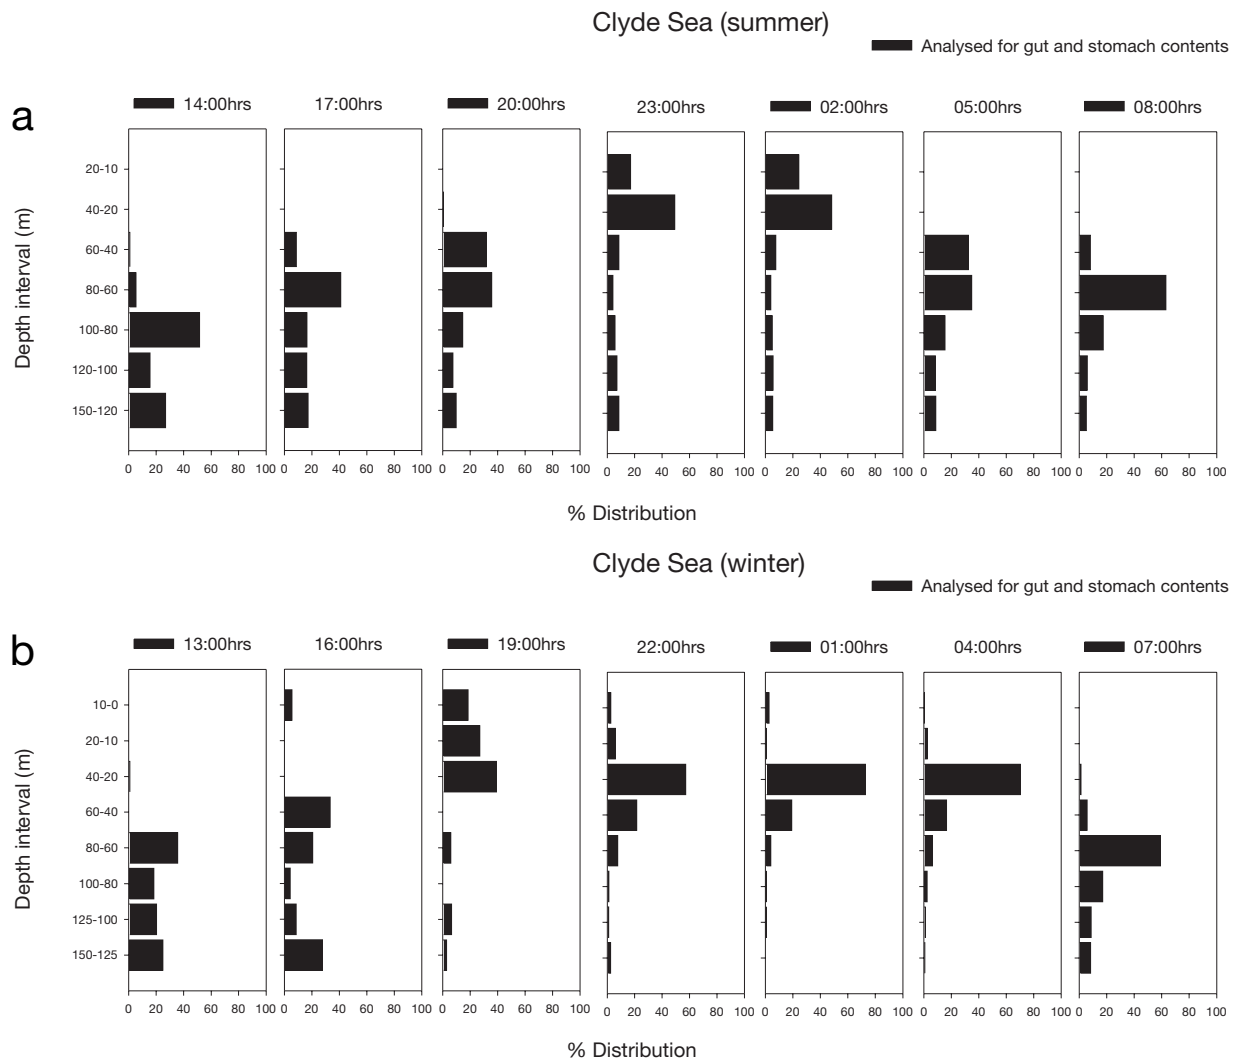 Clyde Sea (summer)
Analysed for gut and stomach contents
a
14:00hrs 17:00hrs 20:00hrs 23:00hrs 02:00hrs 05:00hrs 08:00hrs
Depth interval (m)
20-10
40-20
60-40
80-60
100-80
120-100
150-120
0 20 40 60 80 100 0 20 40 60 80 100 0 20 40 60 80 100 0 20 40 60 80 100 0 20 40 60 80 100 0 20 40 60 80 100 0 20 40 60 80 100
% Distribution
Clyde Sea (winter)
Analysed for gut and stomach contents
b
13:00hrs 16:00hrs 19:00hrs 22:00hrs 01:00hrs 04:00hrs 07:00hrs
Depth interval (m)
10-0
20-10
40-20
60-40
80-60
100-80
125-100
150-125
0 20 40 60 80 100 0 20 40 60 80 100 0 20 40 60 80 100 0 20 40 60 80 100 0 20 40 60 80 100 0 20 40 60 80 100 0 20 40 60 80 100
% Distribution